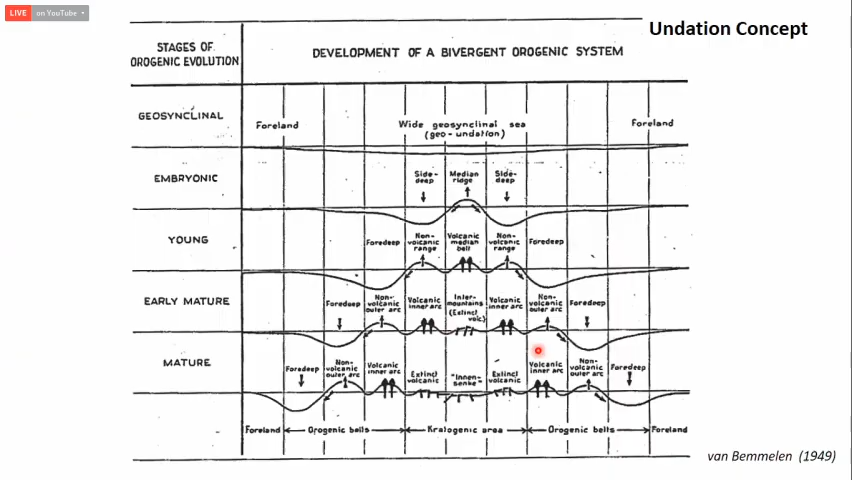 LIVE on YouTube
Undation Concept
STAGES OF
OROGENIC EVOLUTION
DEVELOPMENT OF A BIVERGENT OROGENIC SYSTEM
GEOSYNCLINAL
Foreland
Wide geosynclinal sea
(geo-undation)
Foreland
EMBRYONIC
Side-
deep
Median
ridge
Side-
deep
YOUNG
Foredeep
Non-
volcanic
range
Volcanic
median
belt
Non-
volcanic
range
Foredeep
EARLY MATURE
Foredeep
Non-
volcanic
outer arc
Volcanic
inner arc
Inter-
mountains
(Extinct
volc.)
Volcanic
inner arc
Non-
volcanic
outer arc
Foredeep
MATURE
Foredeep
Non-
volcanic
outer arc
Volcanic
inner arc
Extinct
volcanic
"Innen-
senke"
Extinct
volcanic
Volcanic
inner arc
Non-
volcanic
outer arc
Foredeep
Foreland
Orogenic belts
Kratogenic area
Orogenic belts
Foreland
van Bemmelen (1949)